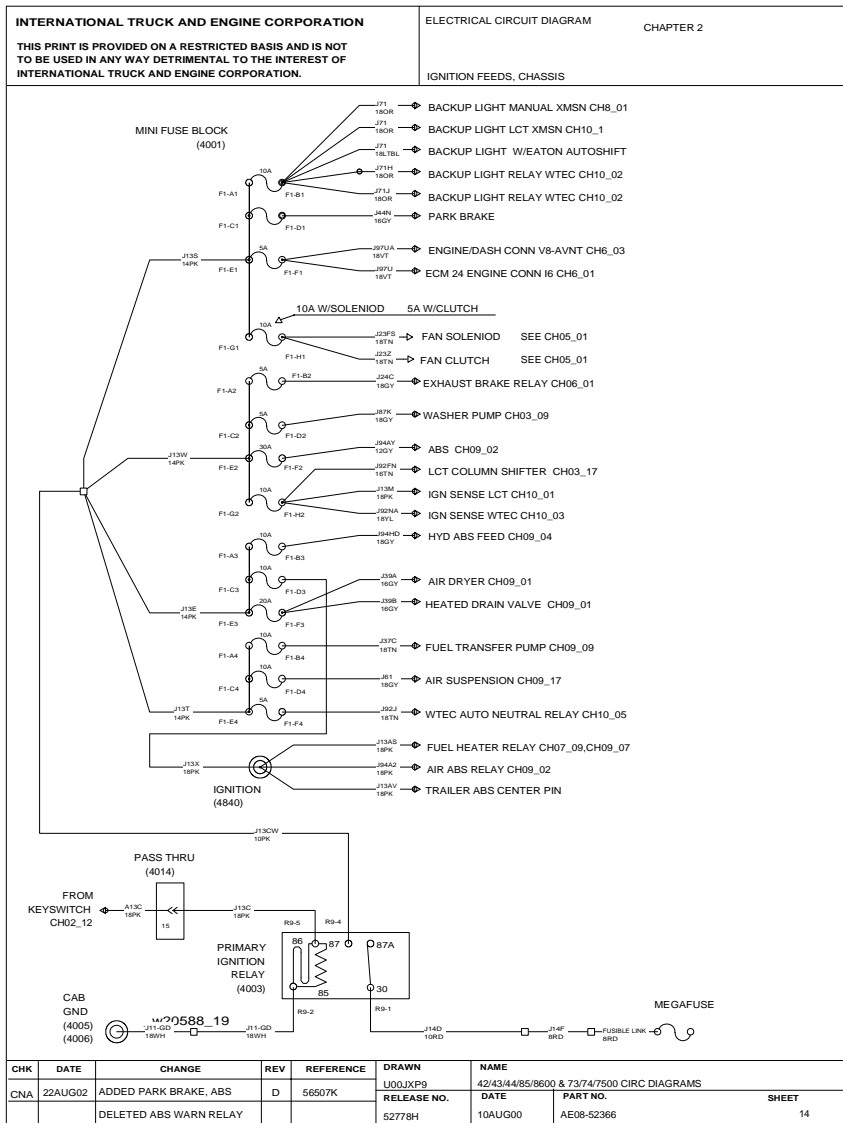 INTERNATIONAL TRUCK AND ENGINE CORPORATION
THIS PRINT IS PROVIDED ON A RESTRICTED BASIS AND IS NOT
TO BE USED IN ANY WAY DETRIMENTAL TO THE INTEREST OF
INTERNATIONAL TRUCK AND ENGINE CORPORATION.
ELECTRICAL CIRCUIT DIAGRAM
CHAPTER 2
IGNITION FEEDS, CHASSIS
MINI FUSE BLOCK
(4001)
J71
18OR
BACKUP LIGHT MANUAL XMSN CH8_01
J71
18OR
BACKUP LIGHT LCT XMSN CH10_1
J71
18LTBL
BACKUP LIGHT W/EATON AUTOSHIFT
10A
J71H
18OR
BACKUP LIGHT RELAY WTEC CH10_02
F1-A1
F1-B1
J71J
18OR
BACKUP LIGHT RELAY WTEC CH10_02
J44N
16GY
PARK BRAKE
F1-C1
F1-D1
J13S
14PK
5A
J97UA
18VT
ENGINE/DASH CONN V8-AVNT CH6_03
F1-E1
F1-F1
J97U
18VT
ECM 24 ENGINE CONN I6 CH6_01
10A W/SOLENIOD 5A W/CLUTCH
10A
J23FS
18TN
FAN SOLENIOD SEE CH05_01
F1-G1
F1-H1
J23Z
18TN
FAN CLUTCH SEE CH05_01
5A
F1-B2
J24C
18GY
EXHAUST BRAKE RELAY CH06_01
F1-A2
5A
J87K
18GY
WASHER PUMP CH03_09
F1-C2
F1-D2
J13W
14PK
30A
J94AY
12GY
ABS CH09_02
F1-E2
F1-F2
J92FN
16TN
LCT COLUMN SHIFTER CH03_17
10A
J13M
18PK
IGN SENSE LCT CH10_01
F1-G2
F1-H2
J92NA
18YL
IGN SENSE WTEC CH10_03
10A
J94HD
18GY
HYD ABS FEED CH09_04
F1-A3
F1-B3
10A
J39A
16GY
AIR DRYER CH09_01
F1-C3
F1-D3
J13E
14PK
20A
J39B
16GY
HEATED DRAIN VALVE CH09_01
F1-E3
F1-F3
10A
J37C
18TN
FUEL TRANSFER PUMP CH09_09
F1-A4
F1-B4
10A
J61
18GY
AIR SUSPENSION CH09_17
F1-C4
F1-D4
J13T
14PK
5A
J92J
18TN
WTEC AUTO NEUTRAL RELAY CH10_05
F1-E4
F1-F4
J13AS
18PK
FUEL HEATER RELAY CH07_09,CH09_07
J13X
18PK
J94A2
18PK
AIR ABS RELAY CH09_02
IGNITION
(4840)
J13AV
18PK
TRAILER ABS CENTER PIN
J13CW
10PK
PASS THRU
(4014)
FROM
KEYSWITCH
CH02_12
A13C
18PK
15
J13C
18PK
R9-5
R9-4
PRIMARY
IGNITION
RELAY
(4003)
86
87
87A
85
30
R9-2
R9-1
CAB
GND
(4005)
(4006)
w20588_19
J11-GD
18WH
J11-GD
18WH
J14D
10RD
J14F
8RD
FUSIBLE LINK
8RD
MEGAFUSE
CHK DATE CHANGE REV REFERENCE DRAWN NAME
CNA 22AUG02 ADDED PARK BRAKE, ABS D 56507K U00JXP9 42/43/44/85/8600 & 73/74/7500 CIRC DIAGRAMS
RELEASE NO. DATE PART NO. SHEET
DELETED ABS WARN RELAY 52778H 10AUG00 AE08-52366 14